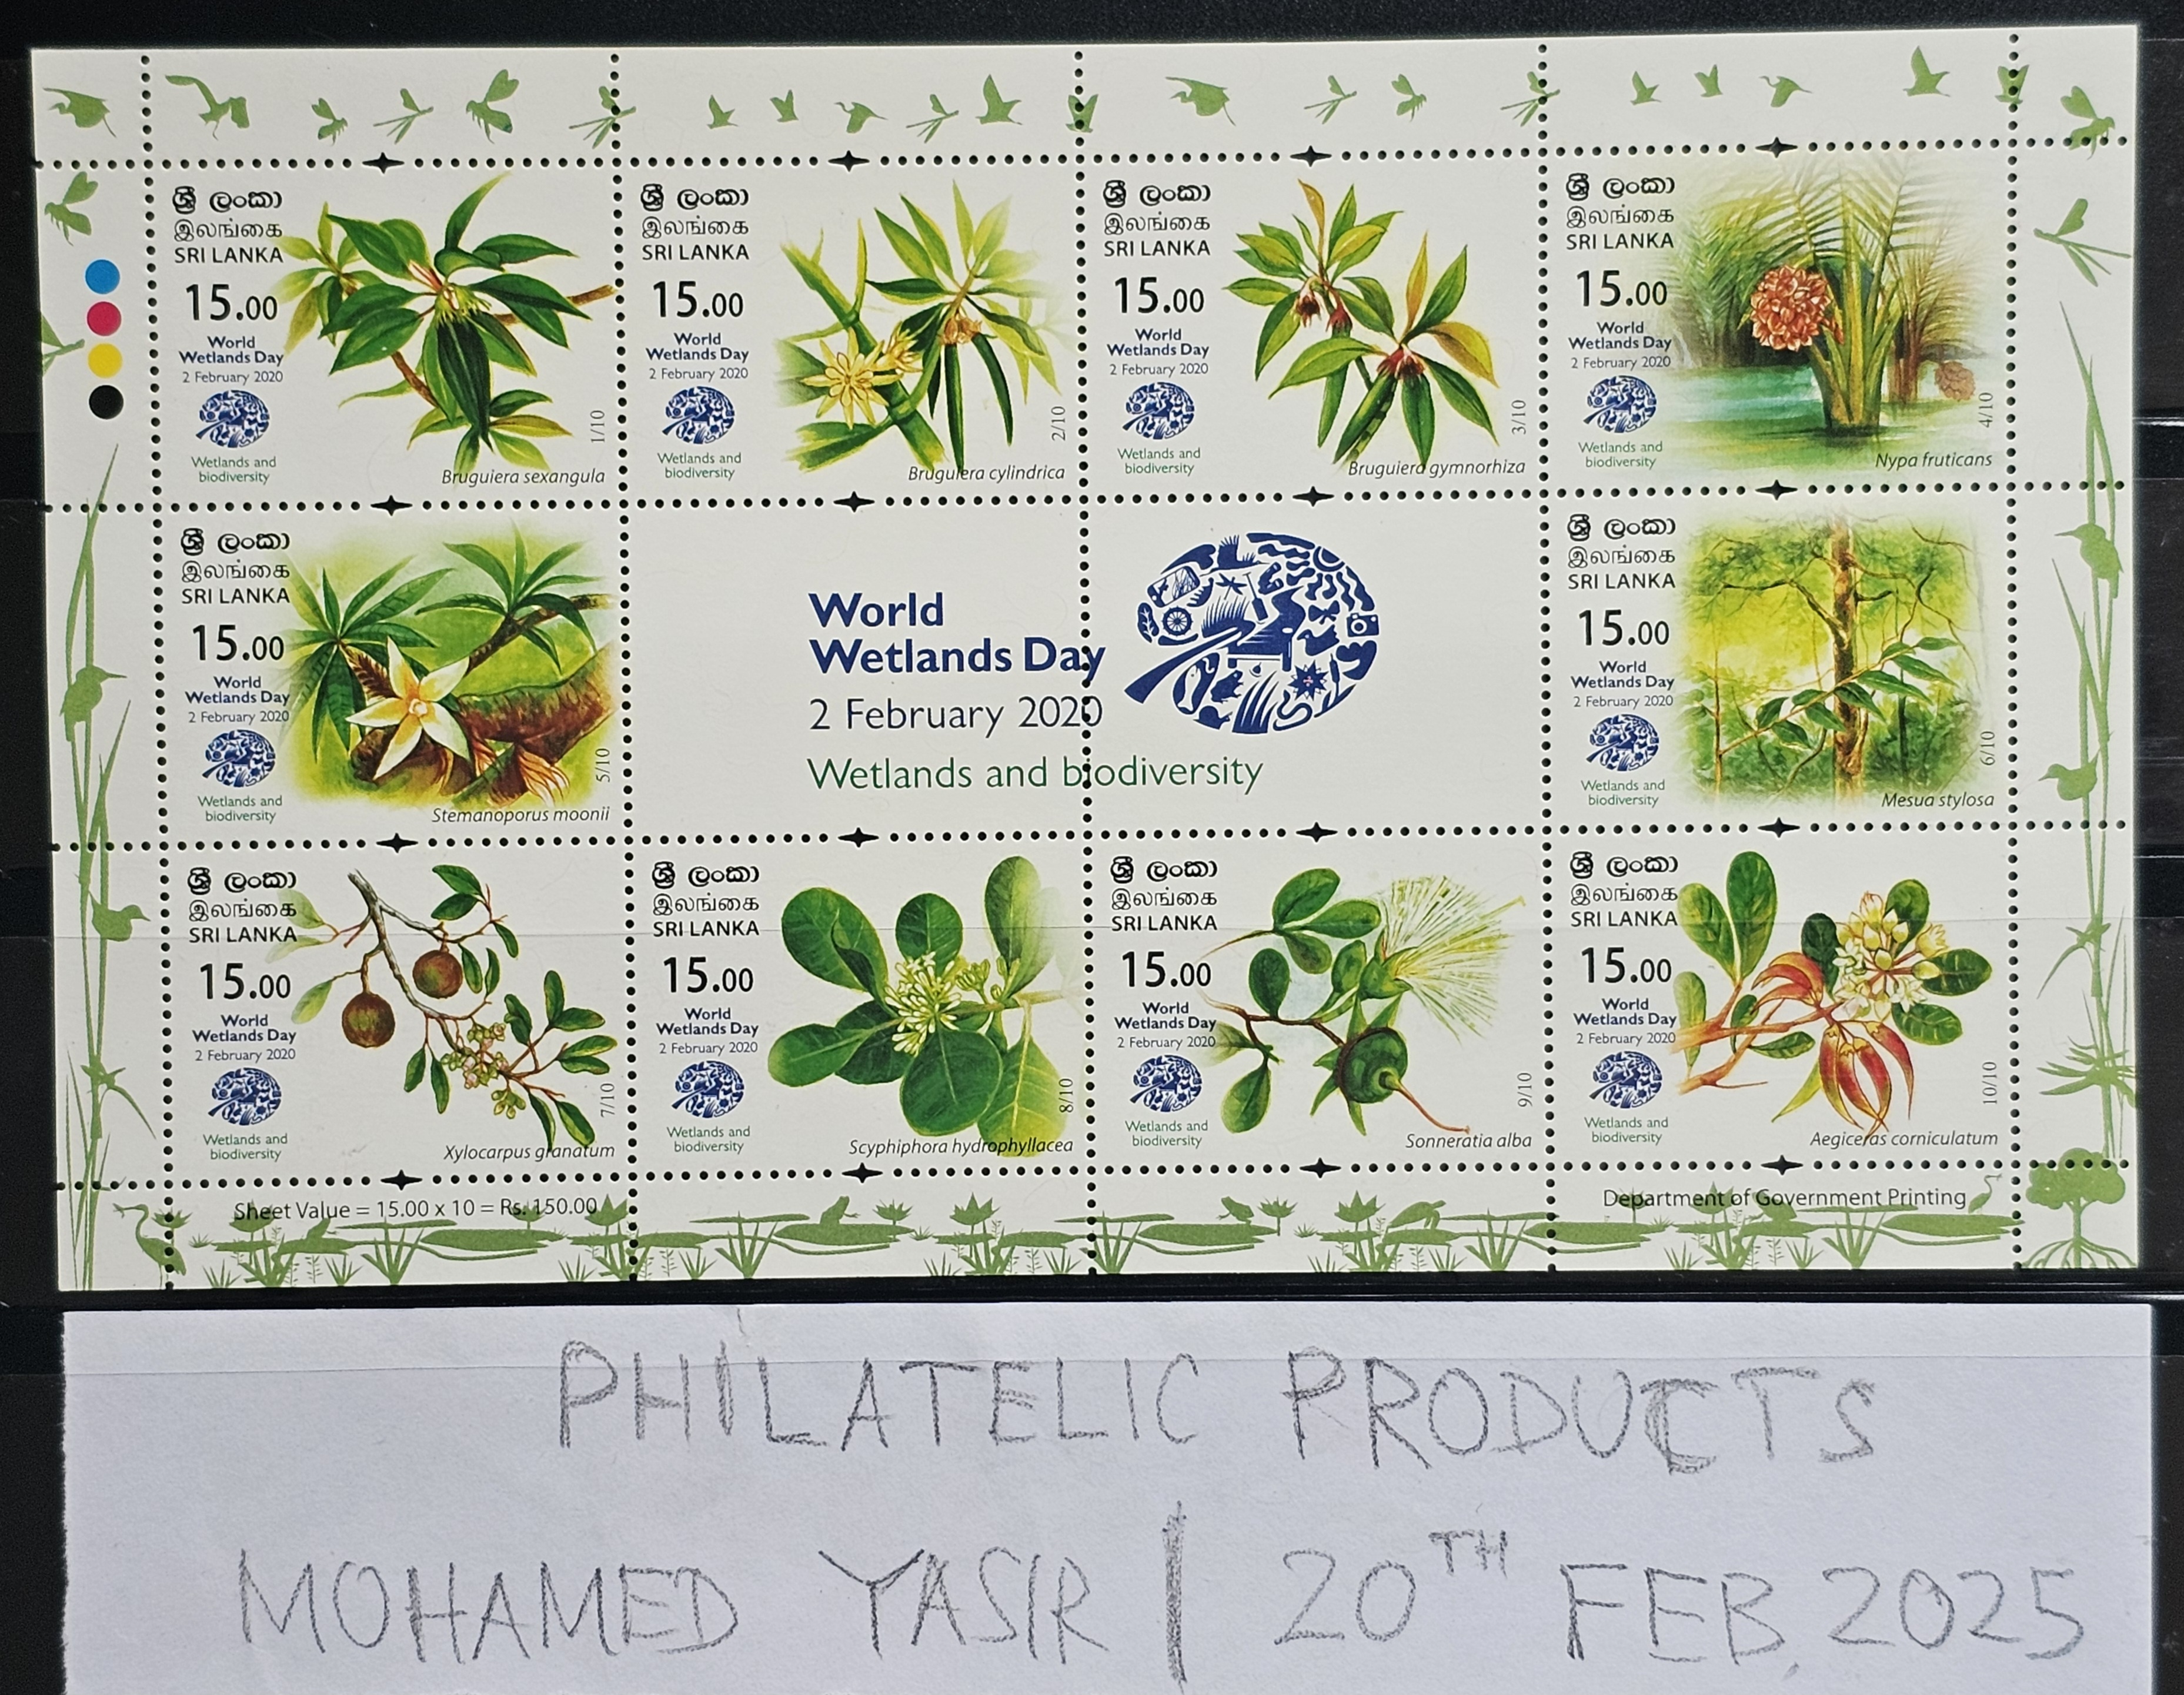 ශ්‍රී ලංකා
இலங்கை
SRI LANKA
15.00
World
Wetlands Day
2 February 2020
Wetlands and
biodiversity
1/10
Bruguiera sexangula
ශ්‍රී ලංකා
இலங்கை
SRI LANKA
15.00
World
Wetlands Day
2 February 2020
Wetlands and
biodiversity
2/10
Bruguiera cylindrica
ශ්‍රී ලංකා
இலங்கை
SRI LANKA
15.00
World
Wetlands Day
2 February 2020
Wetlands and
biodiversity
3/10
Bruguiera gymnorhiza
ශ්‍රී ලංකා
இலங்கை
SRI LANKA
15.00
World
Wetlands Day
2 February 2020
Wetlands and
biodiversity
4/10
Nypa fruticans
ශ්‍රී ලංකා
இலங்கை
SRI LANKA
15.00
World
Wetlands Day
2 February 2020
Wetlands and
biodiversity
5/10
Stemanoporus moonii
World
Wetlands Day
2 February 2020
Wetlands and biodiversity
ශ්‍රී ලංකා
இலங்கை
SRI LANKA
15.00
World
Wetlands Day
2 February 2020
Wetlands and
biodiversity
6/10
Mesua stylosa
ශ්‍රී ලංකා
இலங்கை
SRI LANKA
15.00
World
Wetlands Day
2 February 2020
Wetlands and
biodiversity
7/10
Xylocarpus granatum
ශ්‍රී ලංකා
இலங்கை
SRI LANKA
15.00
World
Wetlands Day
2 February 2020
Wetlands and
biodiversity
8/10
Scyphiphora hydrophyllacea
ශ්‍රී ලංකා
இலங்கை
SRI LANKA
15.00
World
Wetlands Day
2 February 2020
Wetlands and
biodiversity
9/10
Sonneratia alba
ශ්‍රී ලංකා
இலங்கை
SRI LANKA
15.00
World
Wetlands Day
2 February 2020
Wetlands and
biodiversity
10/10
Aegiceras corniculatum
Sheet Value = 15.00 x 10 = Rs. 150.00
Department of Government Printing
PHILATELIC PRODUCTS
MOHAMED YASIR | 20TH FEB, 2025